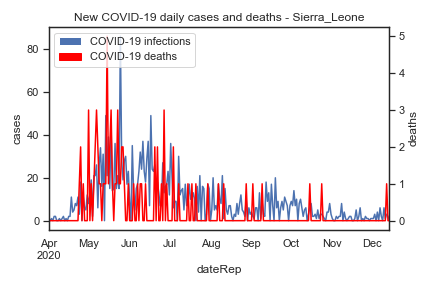 New COVID-19 daily cases and deaths - Sierra_Leone
COVID-19 infections
COVID-19 deaths
cases
80
60
40
20
0
deaths
5
4
3
2
1
0
Apr May Jun Jul Aug Sep Oct Nov Dec
2020
dateRep